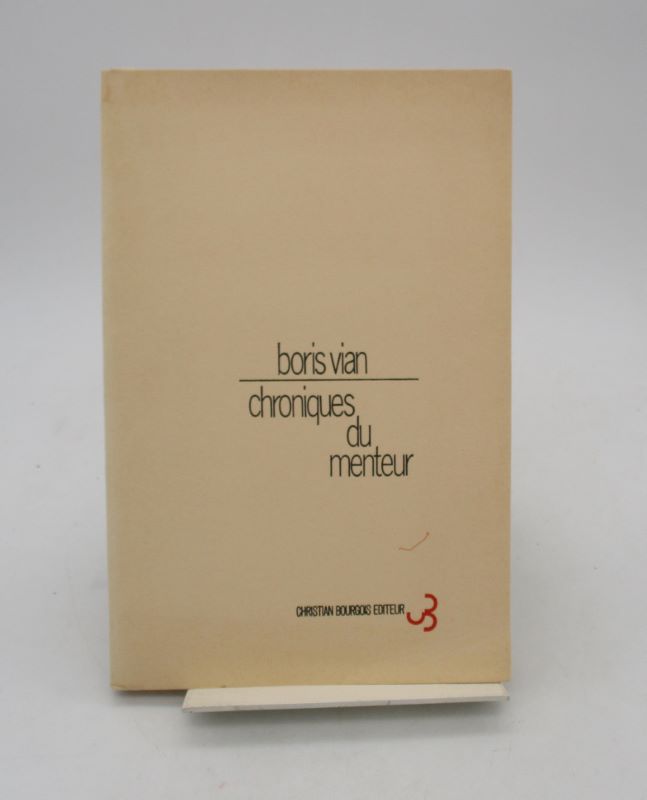 boris vian
chroniques
du
menteur
CHRISTIAN BOURGOIS EDITEUR